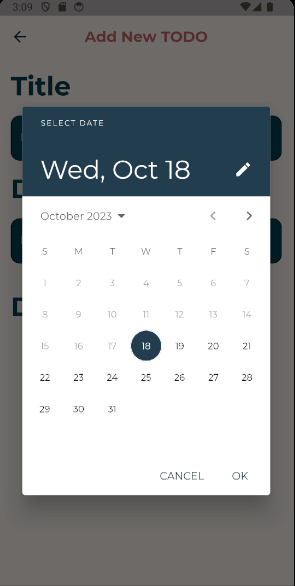 3:09
Add New TODO
Title
SELECT DATE
Wed, Oct 18
October 2023
S M T W T F S
1 2 3 4 5 6 7
8 9 10 11 12 13 14
15 16 17 18 19 20 21
22 23 24 25 26 27 28
29 30 31
CANCEL OK